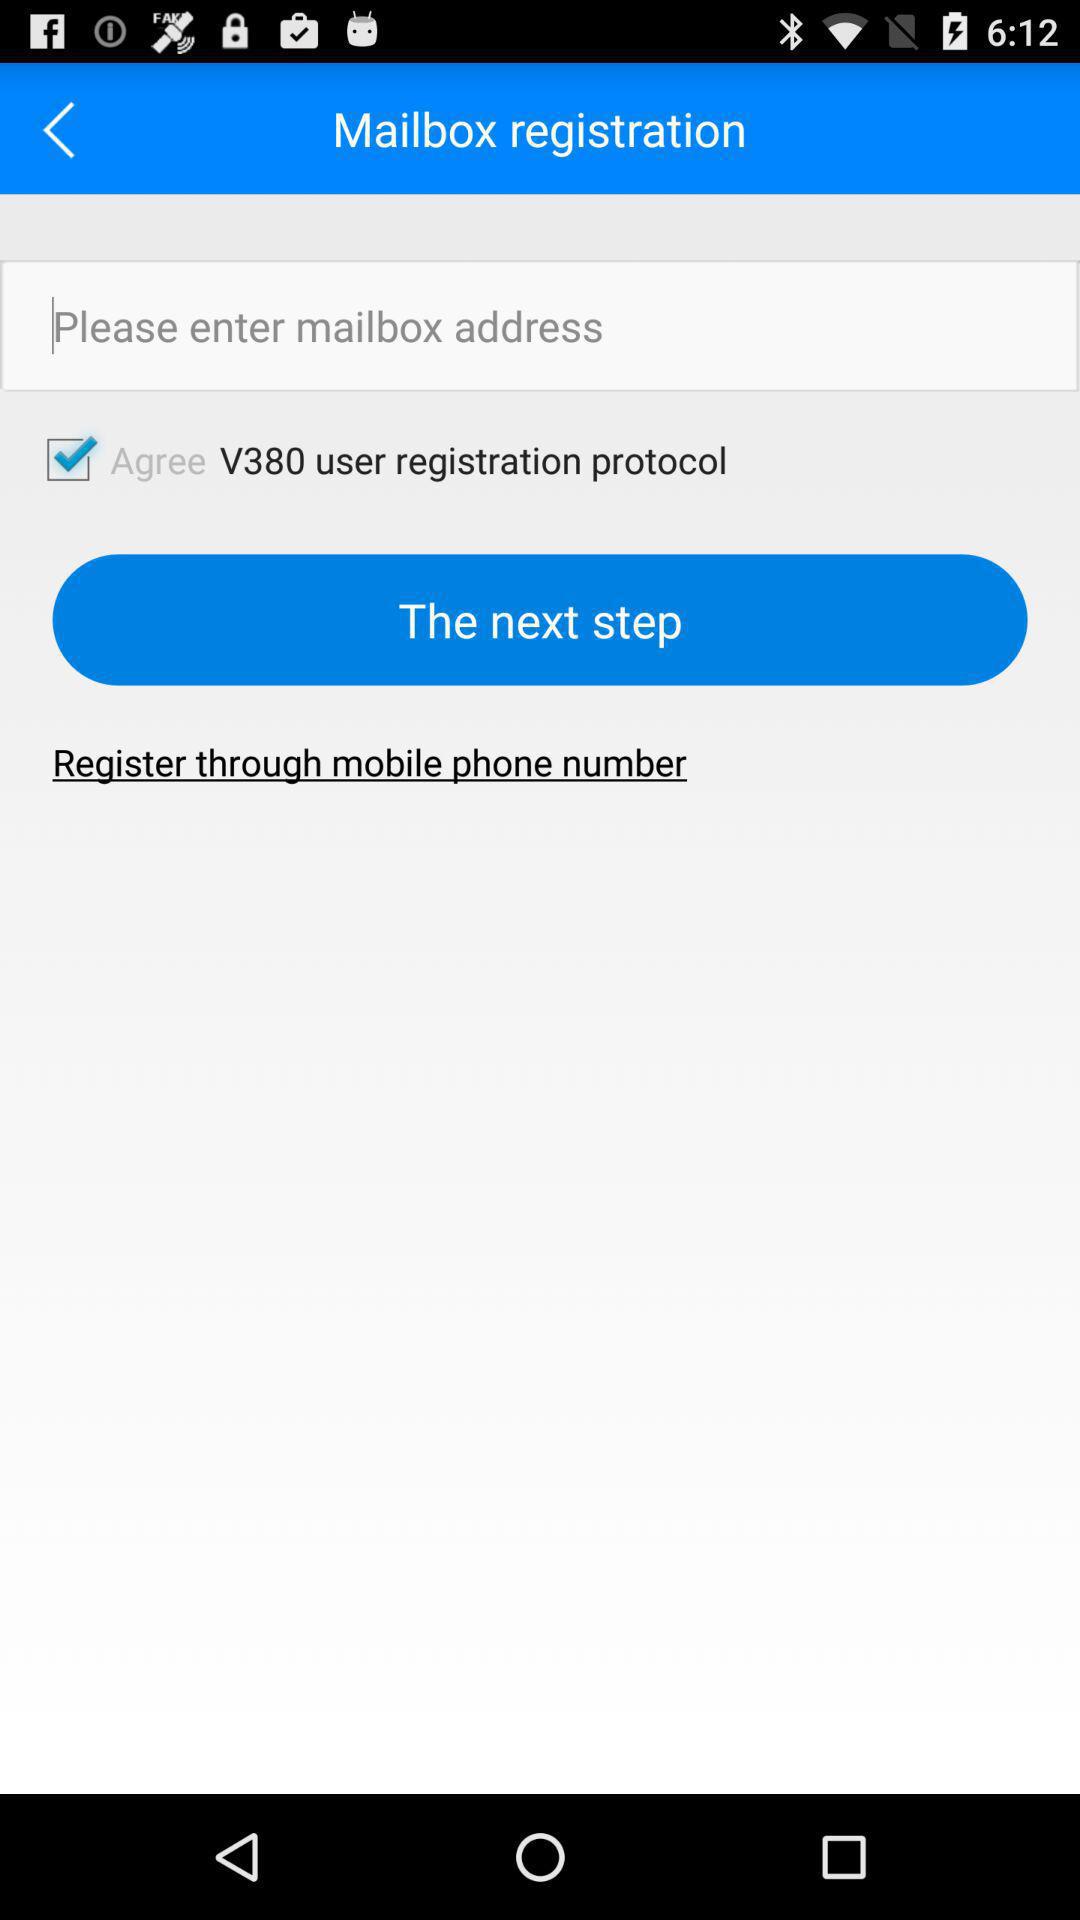 FAKE
6:12
Mailbox registration
Please enter mailbox address
Agree V380 user registration protocol
The next step
Register through mobile phone number